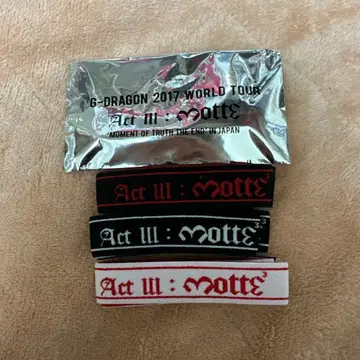 G-DRAGON 2017 WORLD TOUR
Act III : Motte
MOMENT OF TRUTH THE END IN JAPAN
Act III : Motte
Act III : Motte
Act III : Motte